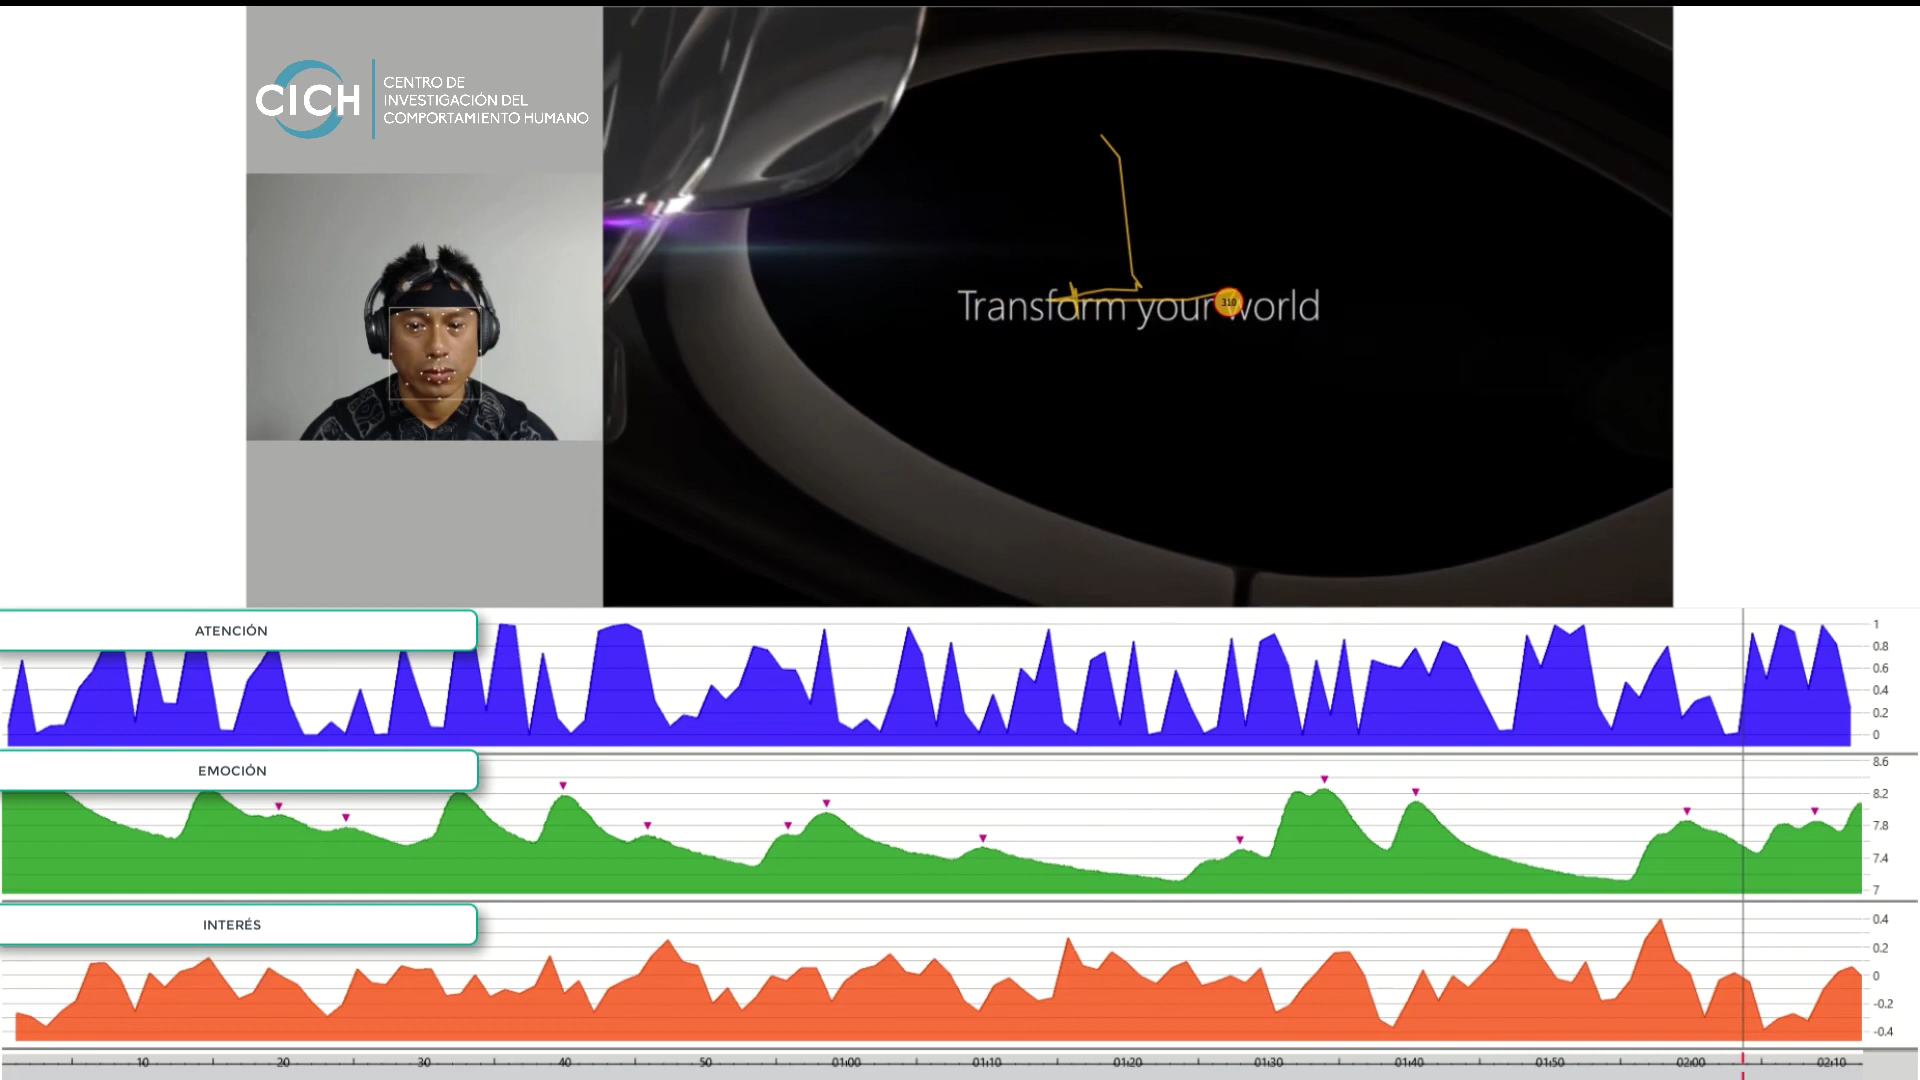 CICH
CENTRO DE
INVESTIGACIÓN DEL
COMPORTAMIENTO HUMANO
Transform your world
310
ATENCIÓN
1
0.8
0.6
0.4
0.2
0
EMOCIÓN
8.6
8.2
7.8
7.4
7
INTERÉS
0.4
0.2
0
-0.2
-0.4
10 20 30 40 50 01:00 01:10 01:20 01:30 01:40 01:50 02:00 02:10